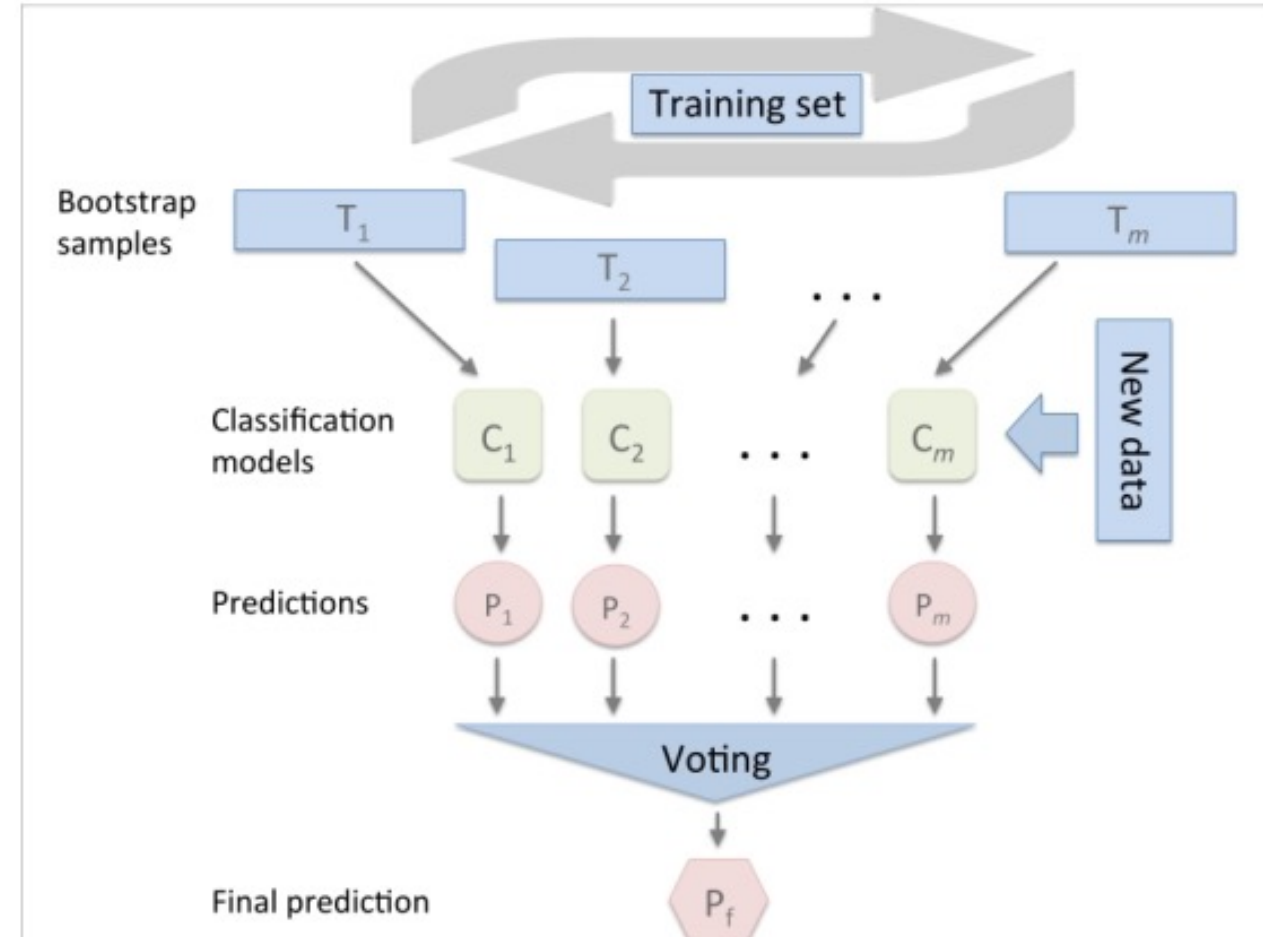 Training set
Bootstrap
samples
T₁
T₂
. . .
Tₘ
New data
Classification
models
C₁
C₂
. . .
Cₘ
Predictions
P₁
P₂
. . .
Pₘ
Voting
Final prediction
P_f